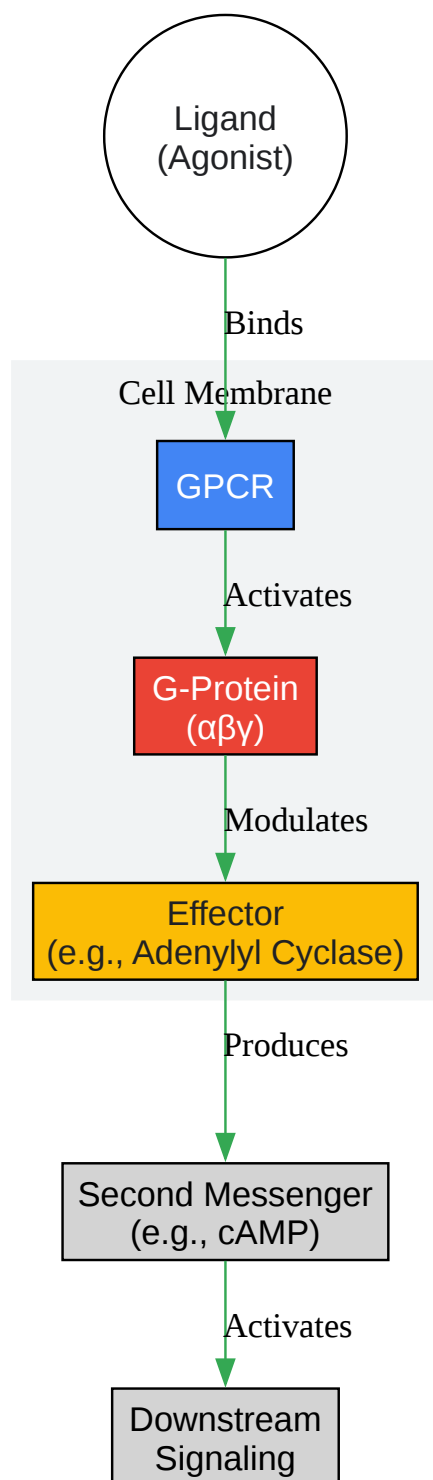 Ligand
(Agonist)
Binds
Cell Membrane
GPCR
Activates
G-Protein
(αβγ)
Modulates
Effector
(e.g., Adenylyl Cyclase)
Produces
Second Messenger
(e.g., cAMP)
Activates
Downstream
Signaling